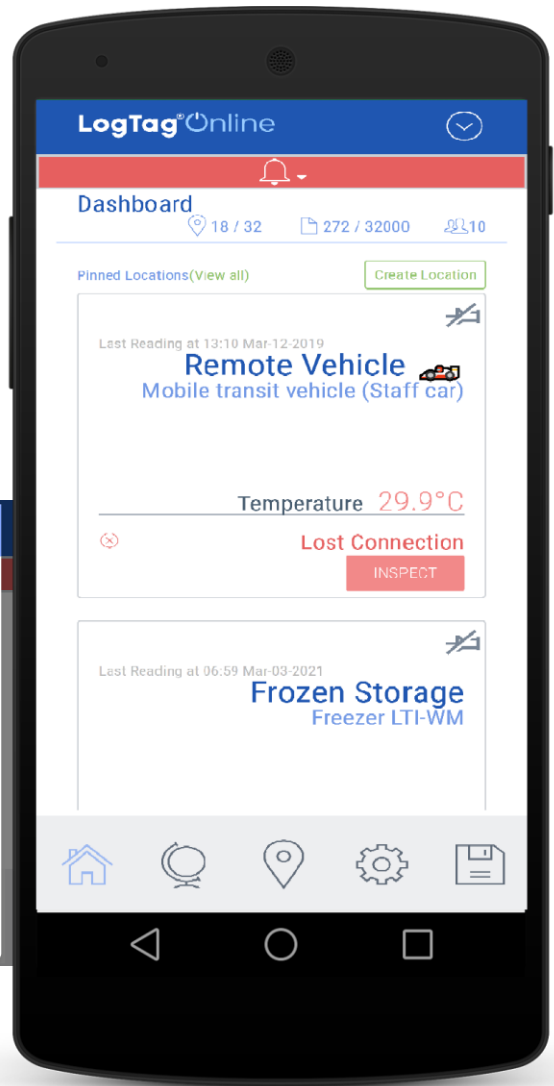 LogTag® Online
Dashboard
18 / 32 272 / 32000 10
Pinned Locations(View all) Create Location
Last Reading at 13:10 Mar-12-2019
Remote Vehicle
Mobile transit vehicle (Staff car)
Temperature 29.9°C
Lost Connection
INSPECT
Last Reading at 06:59 Mar-03-2021
Frozen Storage
Freezer LTI-WM